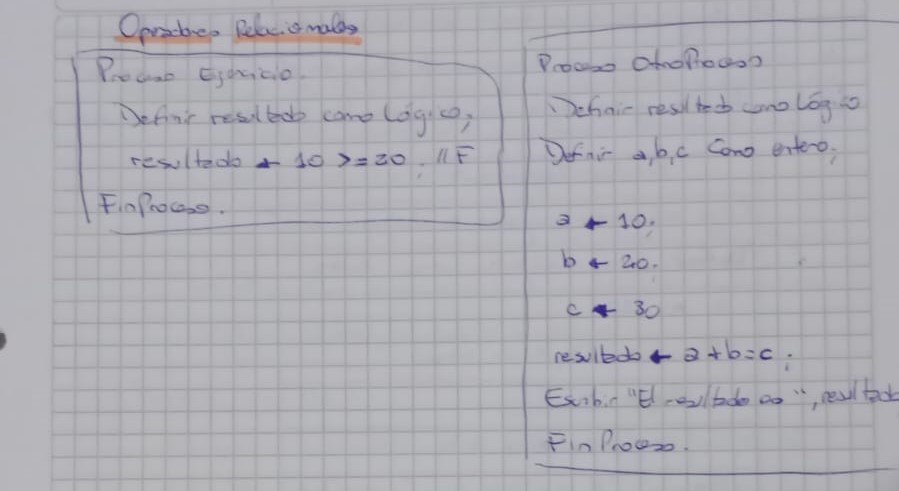 Operadores Relacionales
Proceso Ejercicio.
Definir resultado como Lógico;
resultado ← 10 >= 20; // F
FinProceso.
Proceso OtroProceso
Definir resultado como Lógico
Definir a,b,c Como entero;
a ← 10;
b ← 20.
c ← 30
resultado ← a + b = c ;
Escribir "El resultado es ", resultado
FinProceso.